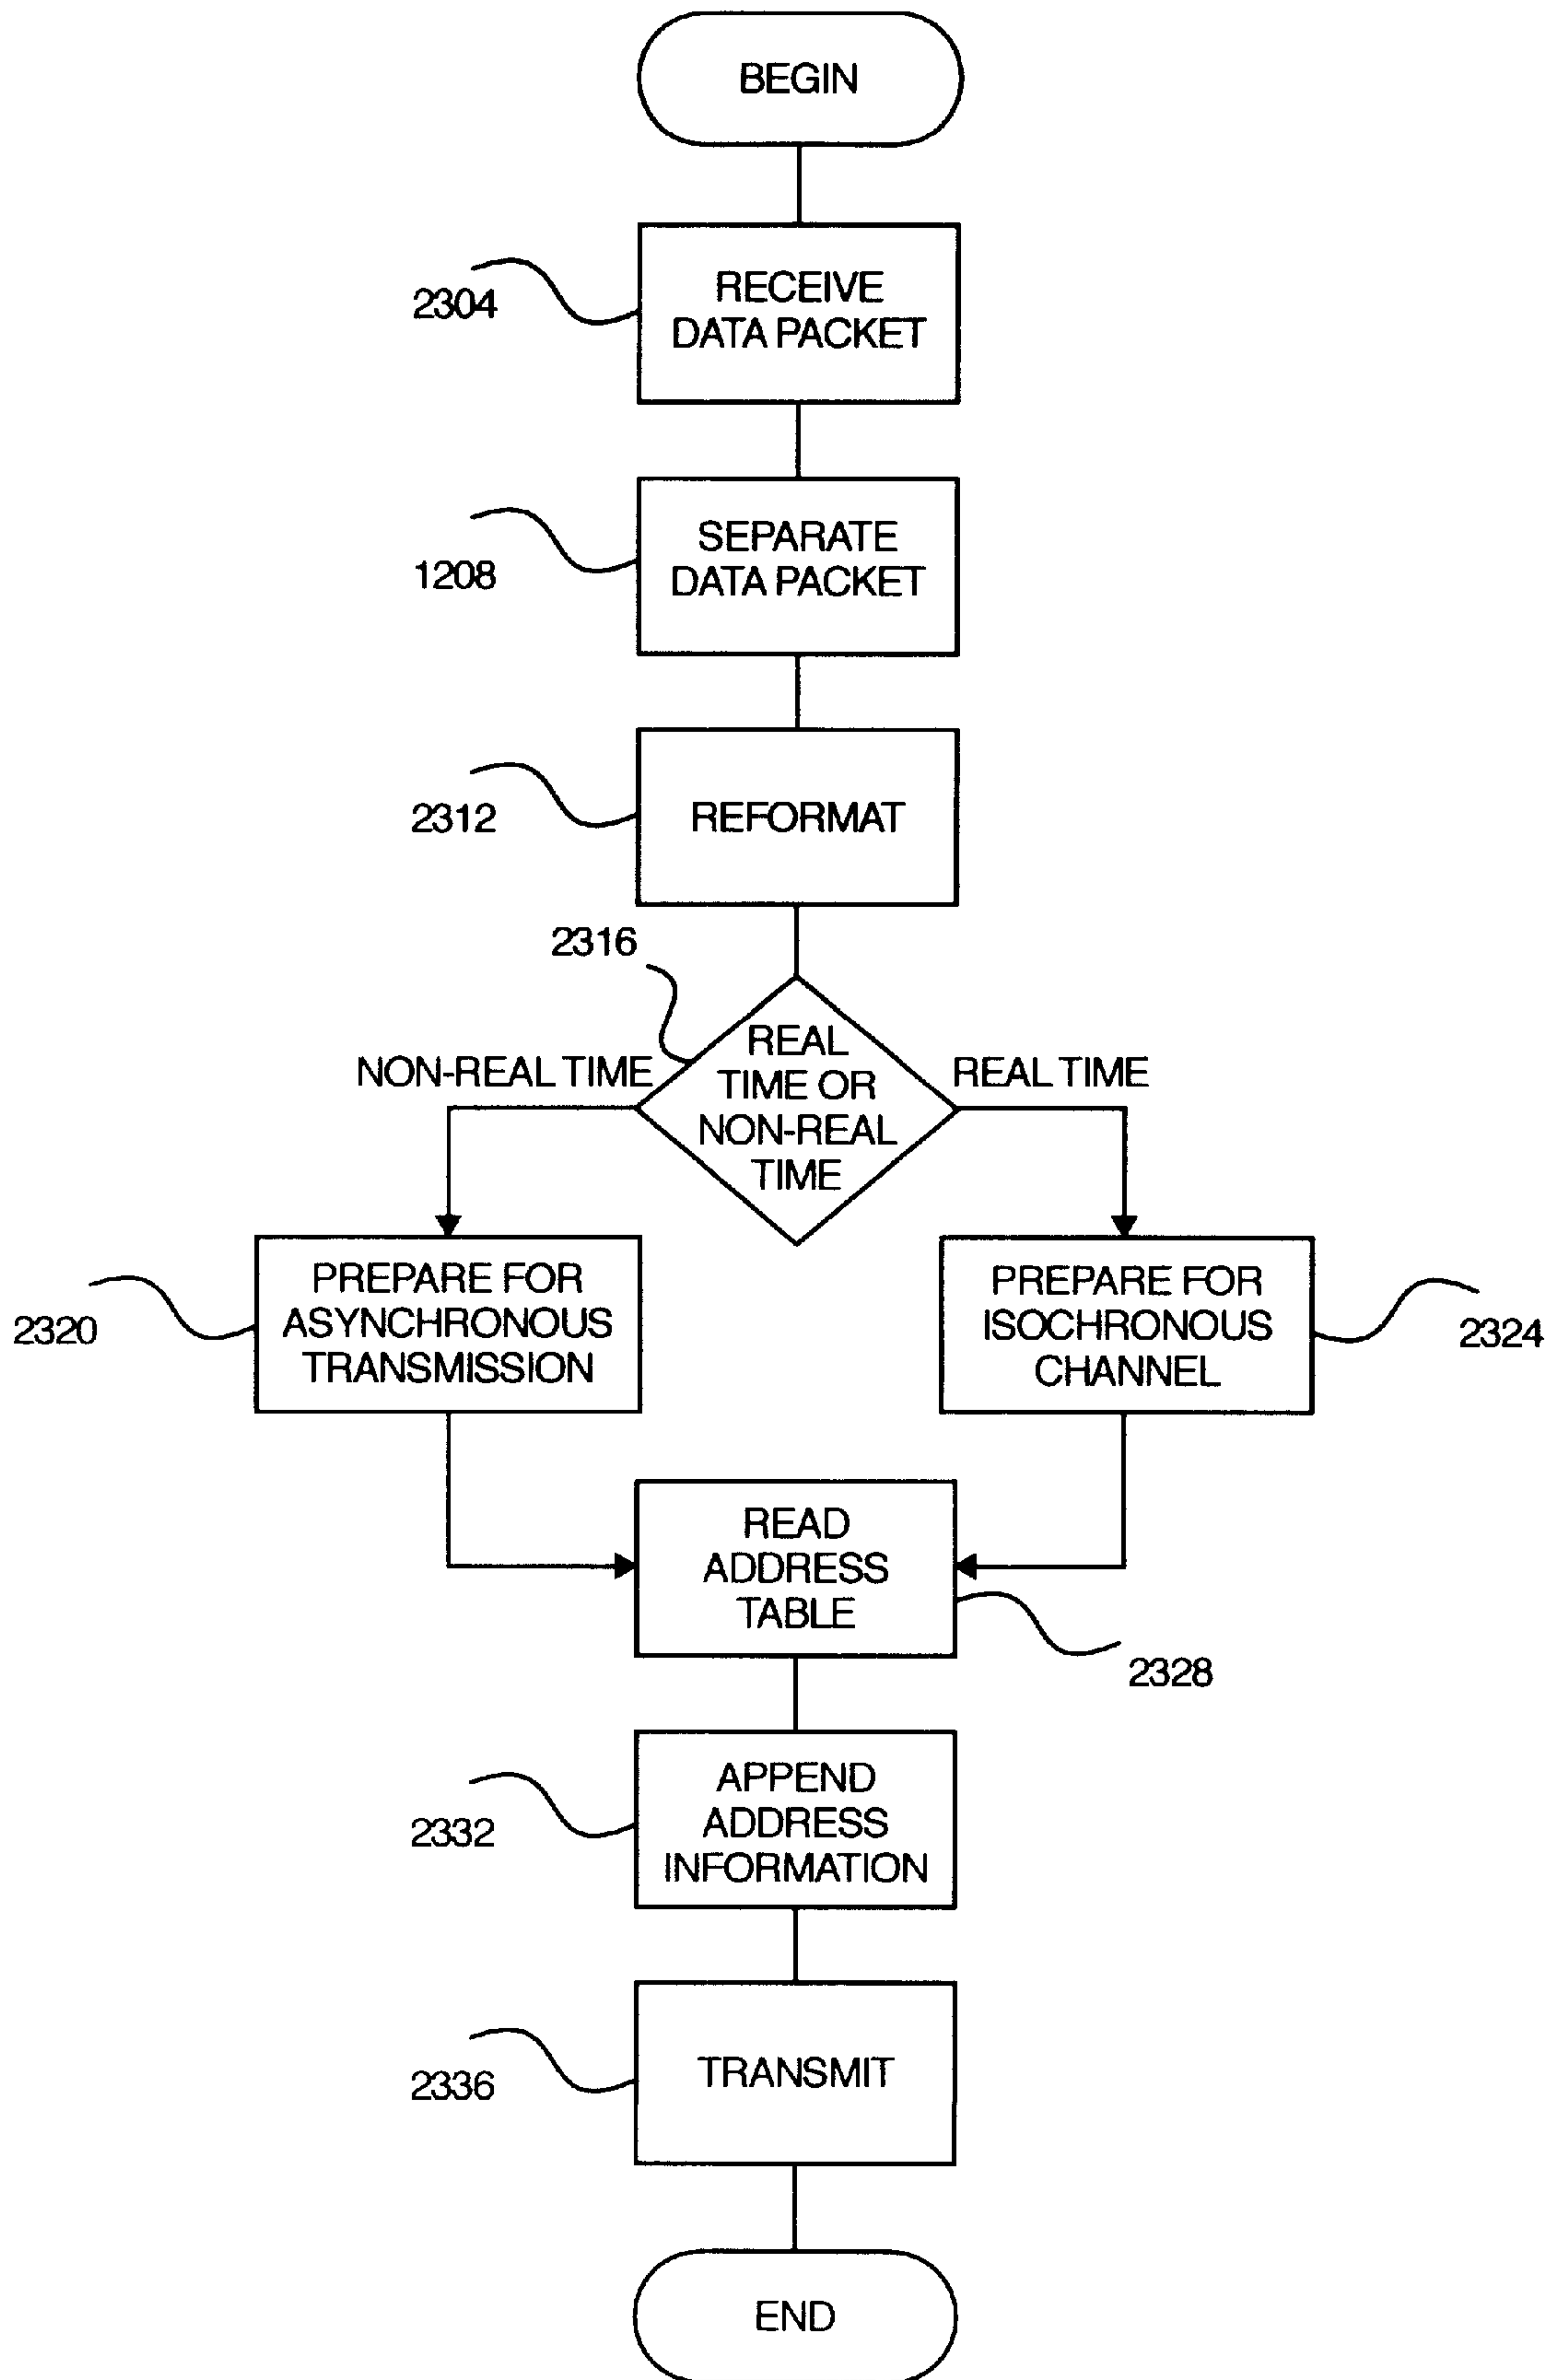 BEGIN
RECEIVE
DATA PACKET
2304
SEPARATE
DATA PACKET
1208
REFORMAT
2312
2316
REAL
TIME OR
NON-REAL
TIME
NON-REAL TIME
REAL TIME
PREPARE FOR
ASYNCHRONOUS
TRANSMISSION
2320
PREPARE FOR
ISOCHRONOUS
CHANNEL
2324
READ
ADDRESS
TABLE
2328
APPEND
ADDRESS
INFORMATION
2332
TRANSMIT
2336
END